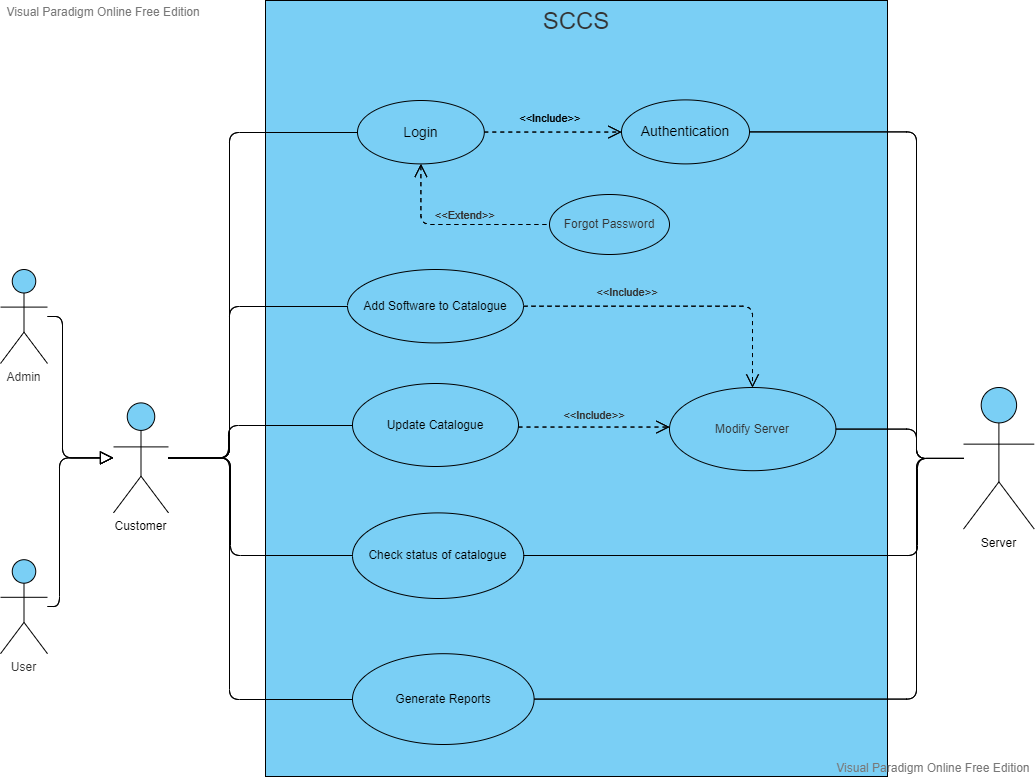 Visual Paradigm Online Free Edition
SCCS
Login
<<Include>>
Authentication
<<Extend>>
Forgot Password
Add Software to Catalogue
<<Include>>
Admin
Update Catalogue
<<Include>>
Modify Server
Customer
Server
Check status of catalogue
User
Generate Reports
Visual Paradigm Online Free Edition